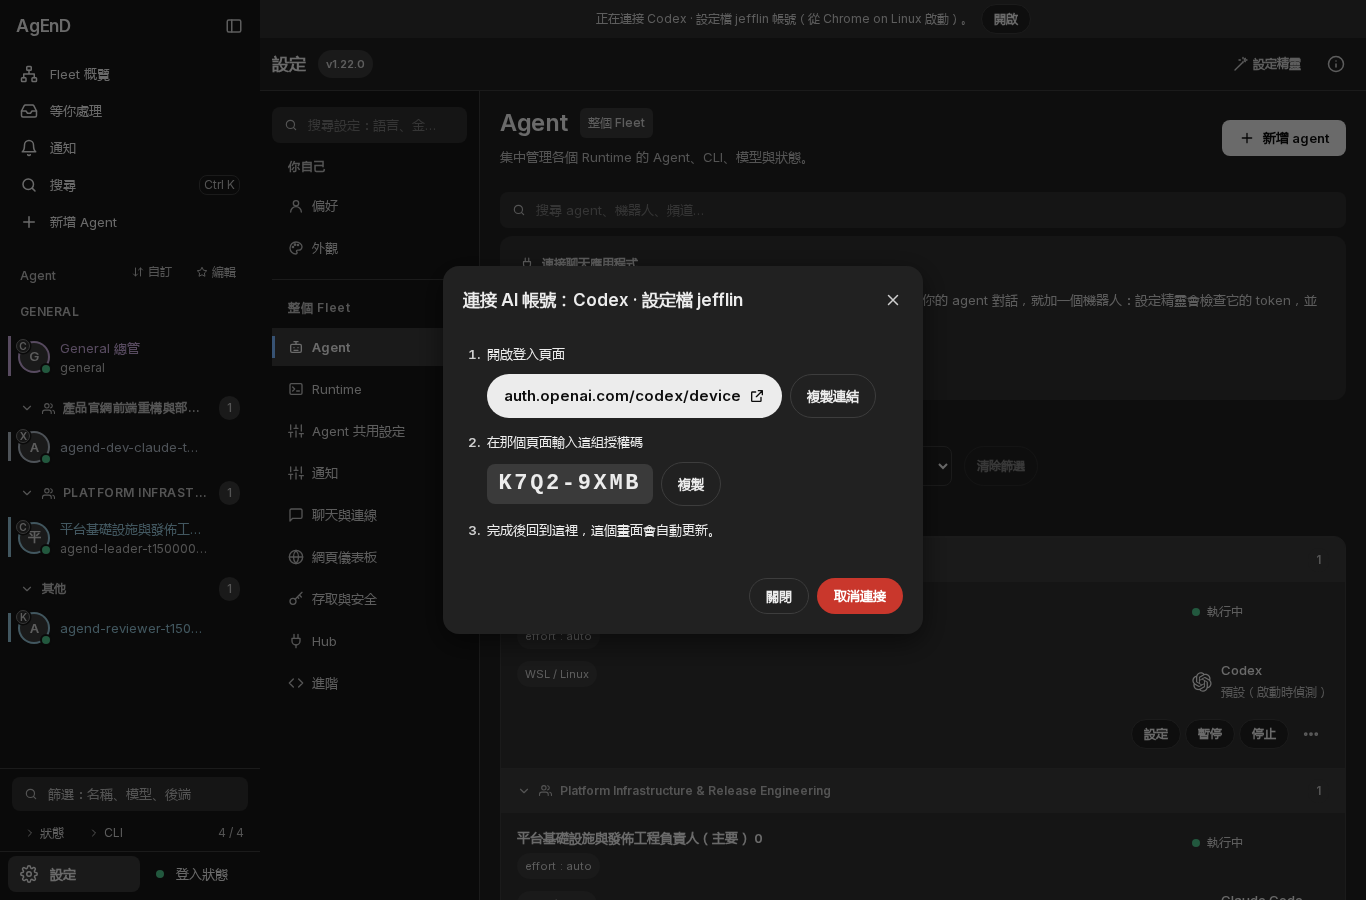 AgEnD
Fleet 概覽
等你處理
通知
搜尋
Ctrl K
新增 Agent
Agent
自訂
編輯
GENERAL
C
G
General 總管
general
產品官網前端重構與部…
1
X
A
agend-dev-claude-t…
PLATFORM INFRAST…
1
C
平
平台基礎設施與發佈工…
agend-leader-t150000…
其他
1
K
A
agend-reviewer-t150…
篩選：名稱、模型、後端
狀態
CLI
4 / 4
設定
登入狀態
正在連接 Codex · 設定檔 jefflin 帳號（從 Chrome on Linux 啟動）。
開啟
設定
v1.22.0
設定精靈
搜尋設定：語言、金…
你自己
偏好
外觀
整個 Fleet
Agent
Runtime
Agent 共用設定
通知
聊天與連線
網頁儀表板
存取與安全
Hub
進階
Agent
整個 Fleet
集中管理各個 Runtime 的 Agent、CLI、模型與狀態。
新增 agent
搜尋 agent、機器人、頻道…
連接聊天應用程式
你的 agent 對話，就加一個機器人：設定精靈會檢查它的 token，並
清除篩選
1
執行中
effort：auto
WSL / Linux
Codex
預設（啟動時偵測）
設定
暫停
停止
Platform Infrastructure & Release Engineering
1
平台基礎設施與發佈工程負責人（主要）0
執行中
effort：auto
Claude Code
連接 AI 帳號：Codex · 設定檔 jefflin
1. 開啟登入頁面
auth.openai.com/codex/device
複製連結
2. 在那個頁面輸入這組授權碼
K7Q2-9XMB
複製
3. 完成後回到這裡，這個畫面會自動更新。
關閉
取消連接